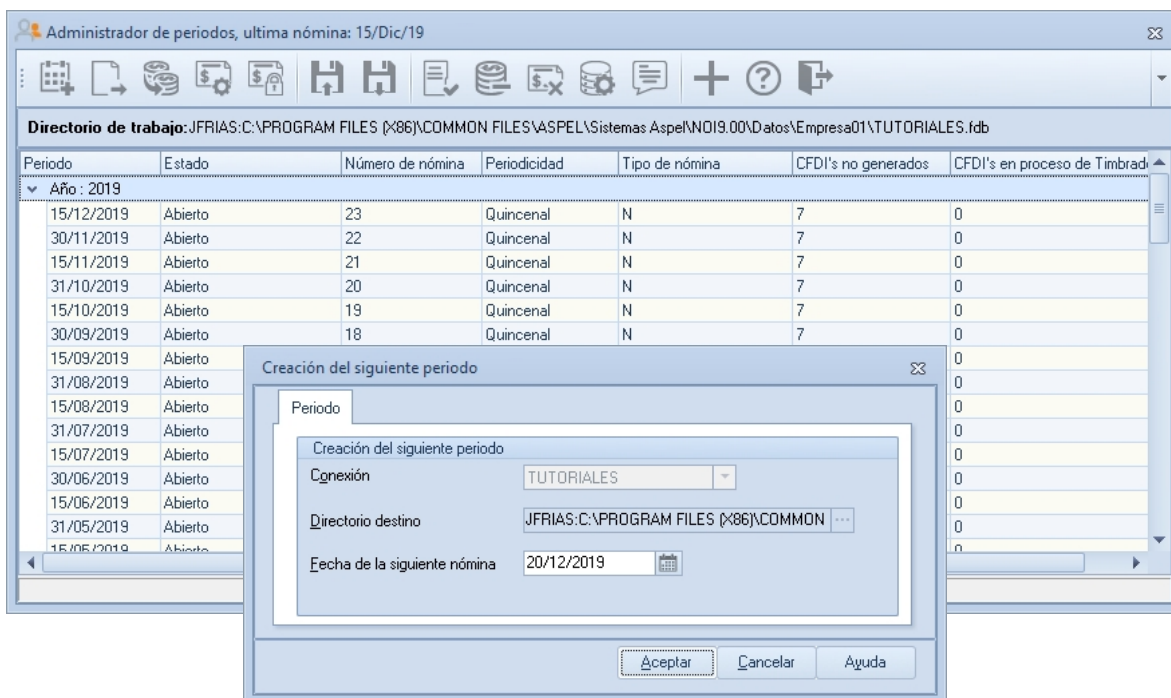 Administrador de periodos, ultima nómina: 15/Dic/19
Directorio de trabajo:JFRIAS:C:\PROGRAM FILES (X86)\COMMON FILES\ASPEL\Sistemas Aspel\NOI9.00\Datos\Empresa01\TUTORIALES.fdb
Periodo Estado Número de nómina Periodicidad Tipo de nómina CFDI's no generados CFDI's en proceso de Timbrad
Año : 2019
15/12/2019 Abierto 23 Quincenal N 7 0
30/11/2019 Abierto 22 Quincenal N 7 0
15/11/2019 Abierto 21 Quincenal N 7 0
31/10/2019 Abierto 20 Quincenal N 7 0
15/10/2019 Abierto 19 Quincenal N 7 0
30/09/2019 Abierto 18 Quincenal N 7 0
15/09/2019 Abierto 0
31/08/2019 Abierto 0
15/08/2019 Abierto 0
31/07/2019 Abierto 0
15/07/2019 Abierto 0
30/06/2019 Abierto 0
15/06/2019 Abierto 0
31/05/2019 Abierto 0
15/05/2019 Abierto 0
Creación del siguiente periodo
Periodo
Creación del siguiente periodo
Conexión TUTORIALES
Directorio destino JFRIAS:C:\PROGRAM FILES (X86)\COMMON ...
Fecha de la siguiente nómina 20/12/2019
Aceptar Cancelar Ayuda